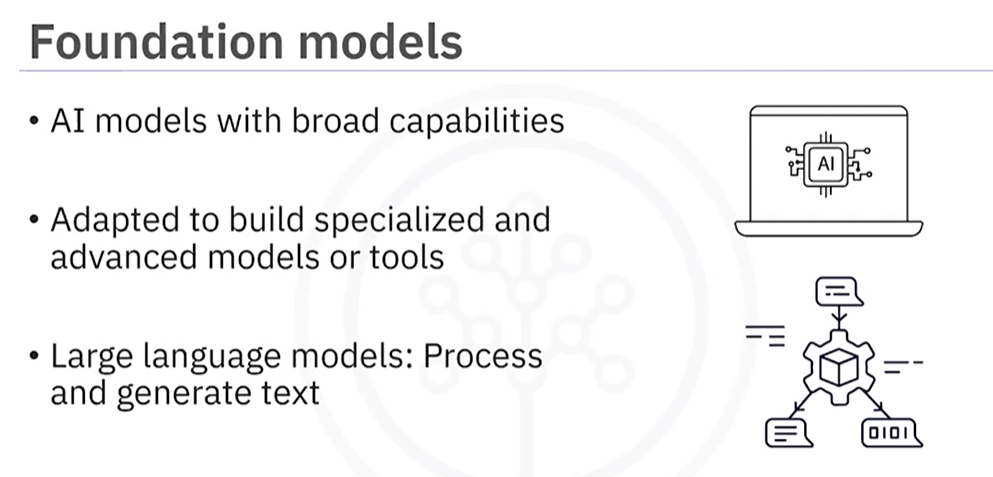 Foundation models
• AI models with broad capabilities
• Adapted to build specialized and
advanced models or tools
• Large language models: Process
and generate text
AI
0101